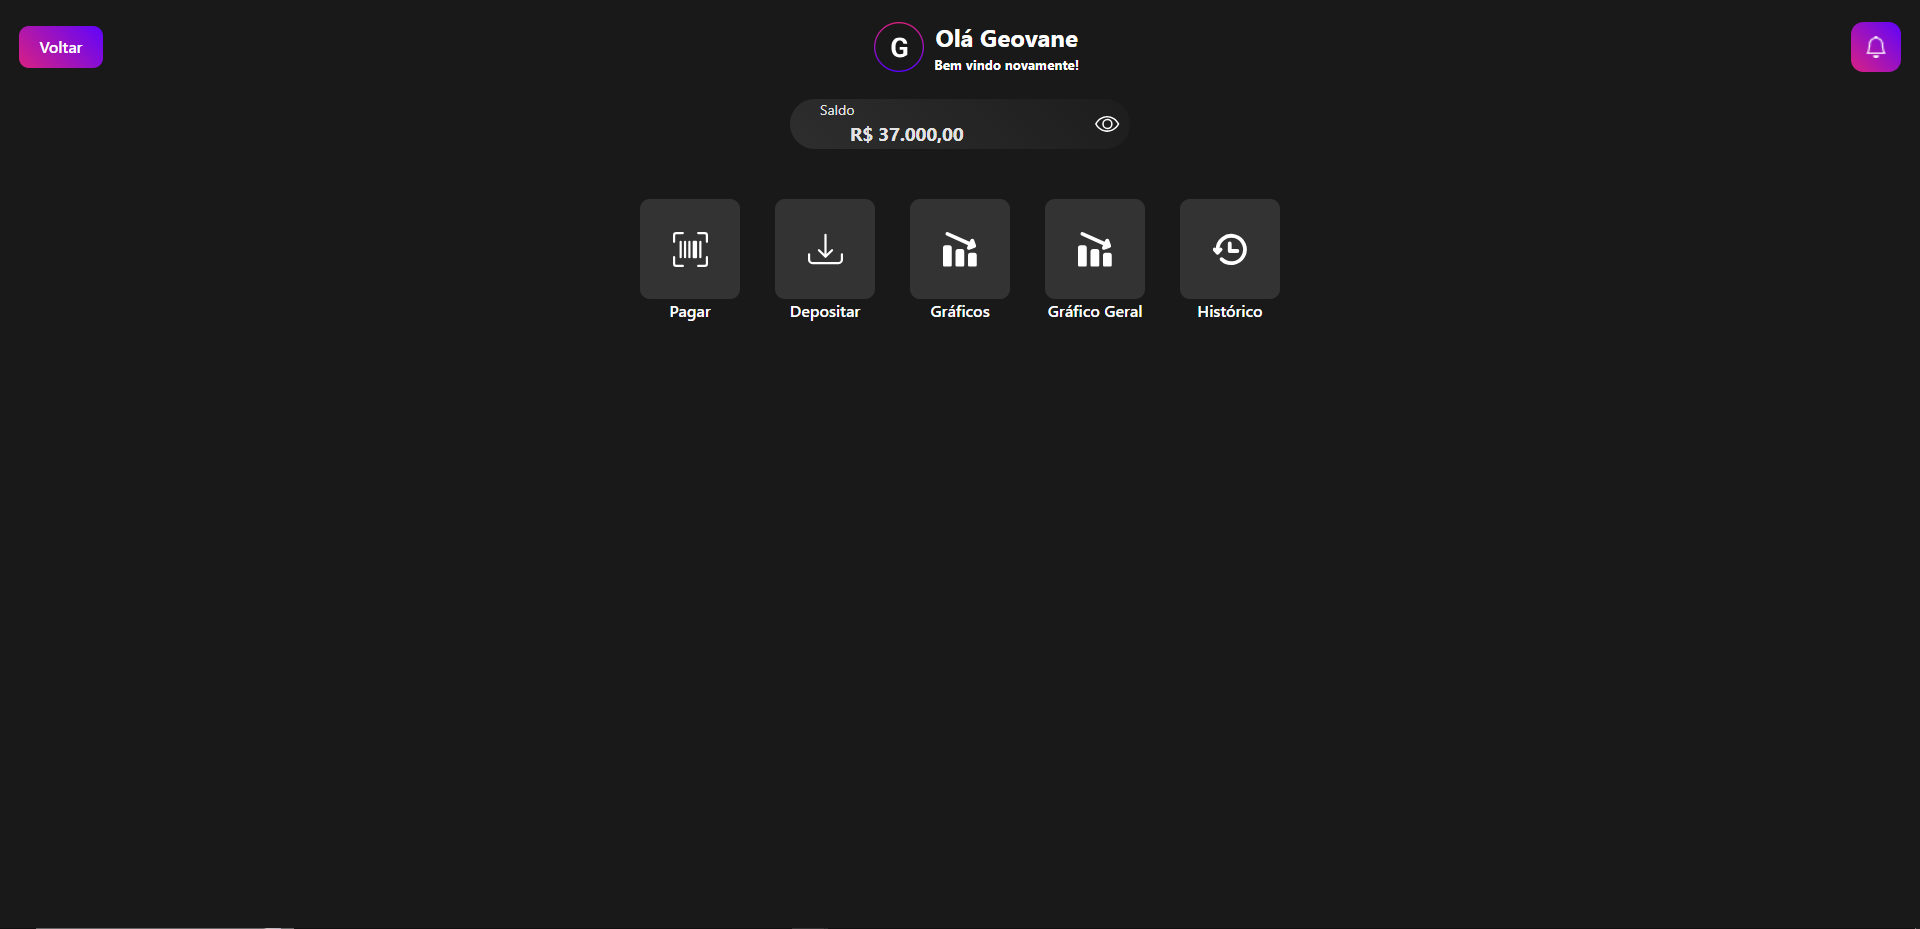 Voltar
G
Olá Geovane
Bem vindo novamente!
Saldo
R$ 37.000,00
Pagar
Depositar
Gráficos
Gráfico Geral
Histórico